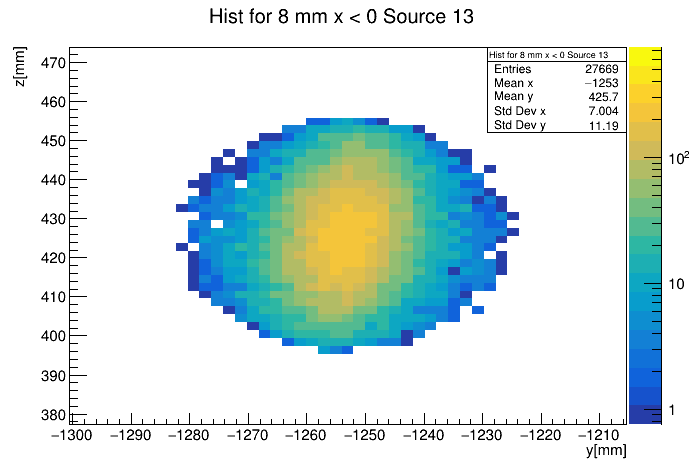 Hist for 8 mm x < 0 Source 13
z[mm]
Hist for 8 mm x < 0 Source 13
Entries 27669
Mean x −1253
Mean y 425.7
Std Dev x 7.004
Std Dev y 11.19
470
460
450
440
430
420
410
400
390
380
10²
10
1
−1300 −1290 −1280 −1270 −1260 −1250 −1240 −1230 −1220 −1210
y[mm]